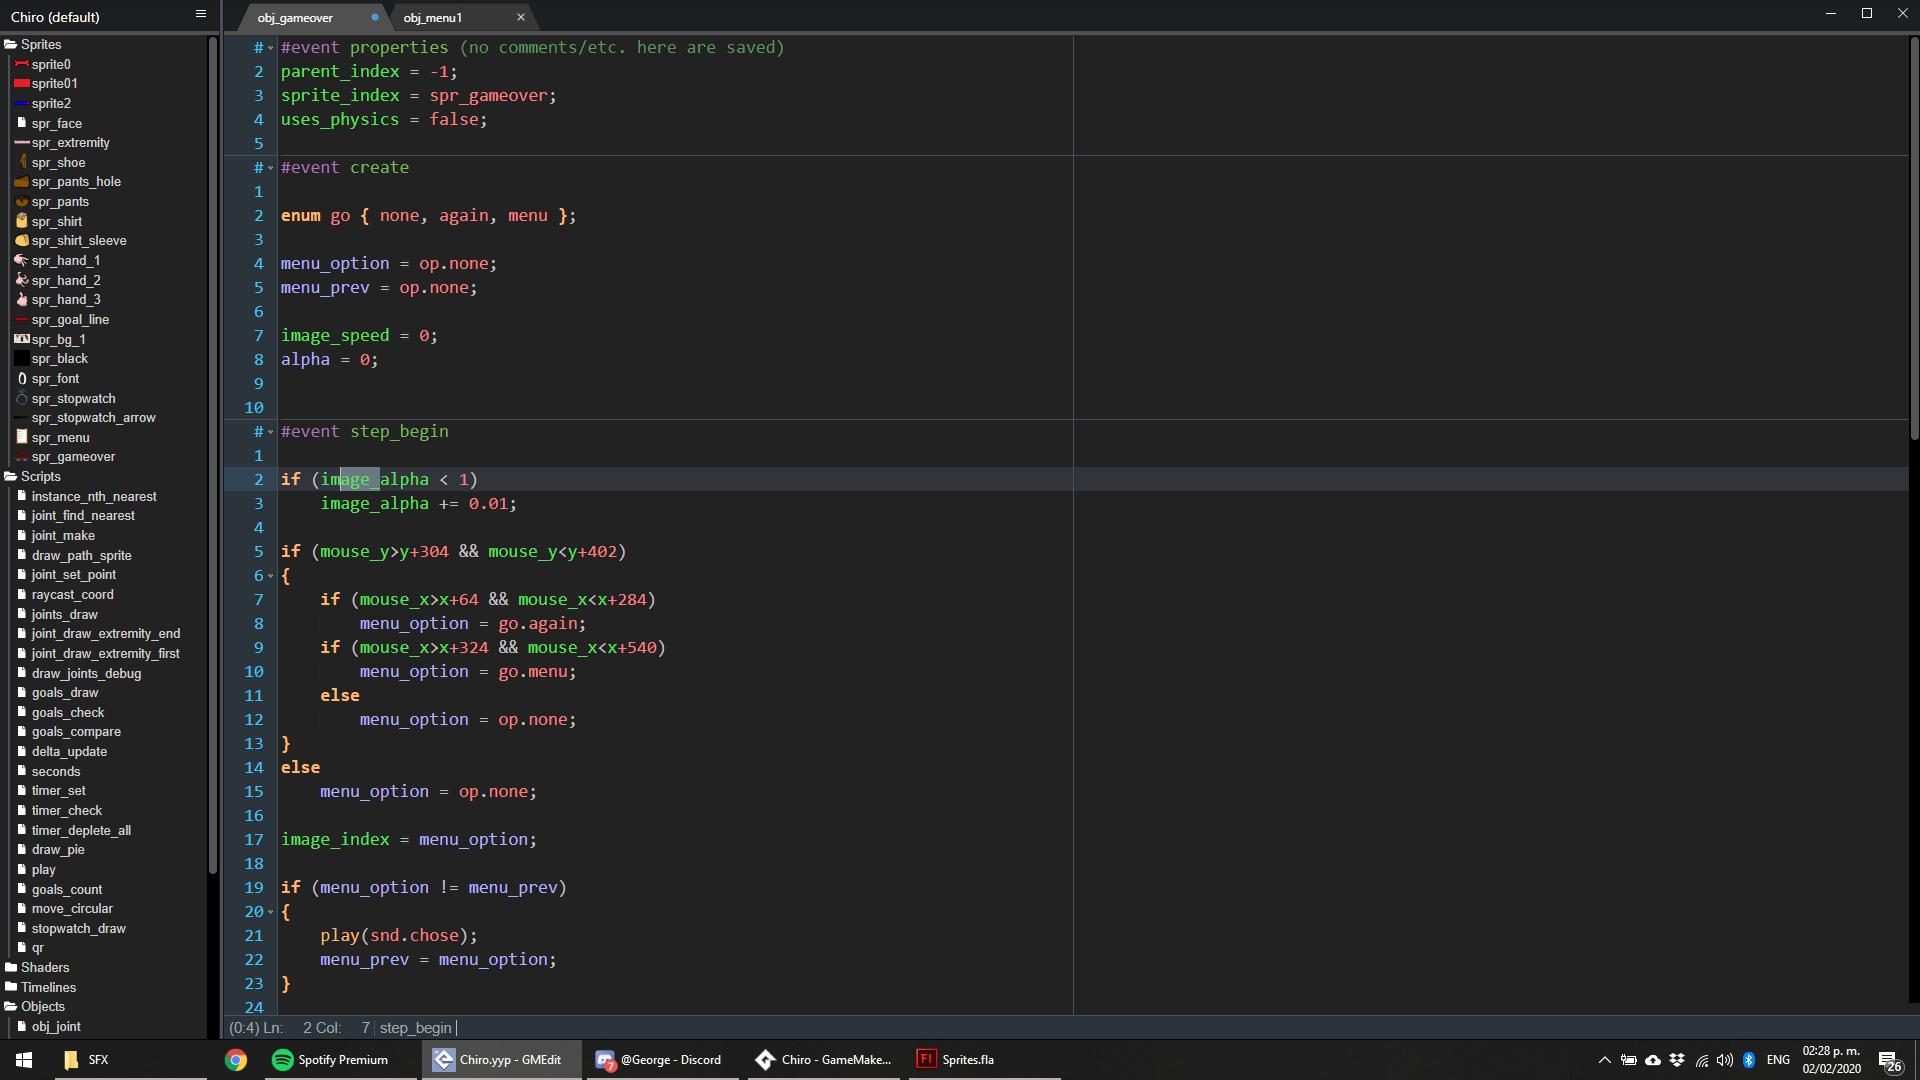 Chiro (default)
obj_gameover
obj_menu1
Sprites
sprite0
sprite01
sprite2
spr_face
spr_extremity
spr_shoe
spr_pants_hole
spr_pants
spr_shirt
spr_shirt_sleeve
spr_hand_1
spr_hand_2
spr_hand_3
spr_goal_line
spr_bg_1
spr_black
spr_font
spr_stopwatch
spr_stopwatch_arrow
spr_menu
spr_gameover
Scripts
instance_nth_nearest
joint_find_nearest
joint_make
draw_path_sprite
joint_set_point
raycast_coord
joints_draw
joint_draw_extremity_end
joint_draw_extremity_first
draw_joints_debug
goals_draw
goals_check
goals_compare
delta_update
seconds
timer_set
timer_check
timer_deplete_all
draw_pie
play
goals_count
move_circular
stopwatch_draw
qr
Shaders
Timelines
Objects
obj_joint
# #event properties (no comments/etc. here are saved)
2 parent_index = -1;
3 sprite_index = spr_gameover;
4 uses_physics = false;
5
# #event create
1
2 enum go { none, again, menu };
3
4 menu_option = op.none;
5 menu_prev = op.none;
6
7 image_speed = 0;
8 alpha = 0;
9
10
# #event step_begin
1
2 if (image_alpha < 1)
3 image_alpha += 0.01;
4
5 if (mouse_y>y+304 && mouse_y<y+402)
6 {
7 if (mouse_x>x+64 && mouse_x<x+284)
8 menu_option = go.again;
9 if (mouse_x>x+324 && mouse_x<x+540)
10 menu_option = go.menu;
11 else
12 menu_option = op.none;
13 }
14 else
15 menu_option = op.none;
16
17 image_index = menu_option;
18
19 if (menu_option != menu_prev)
20 {
21 play(snd.chose);
22 menu_prev = menu_option;
23 }
24
(0:4) Ln: 2 Col: 7 step_begin
SFX
Spotify Premium
Chiro.yyp - GMEdit
7
@George - Discord
Chiro - GameMake...
Fl
Sprites.fla
ENG
02:28 p. m.
02/02/2020
26